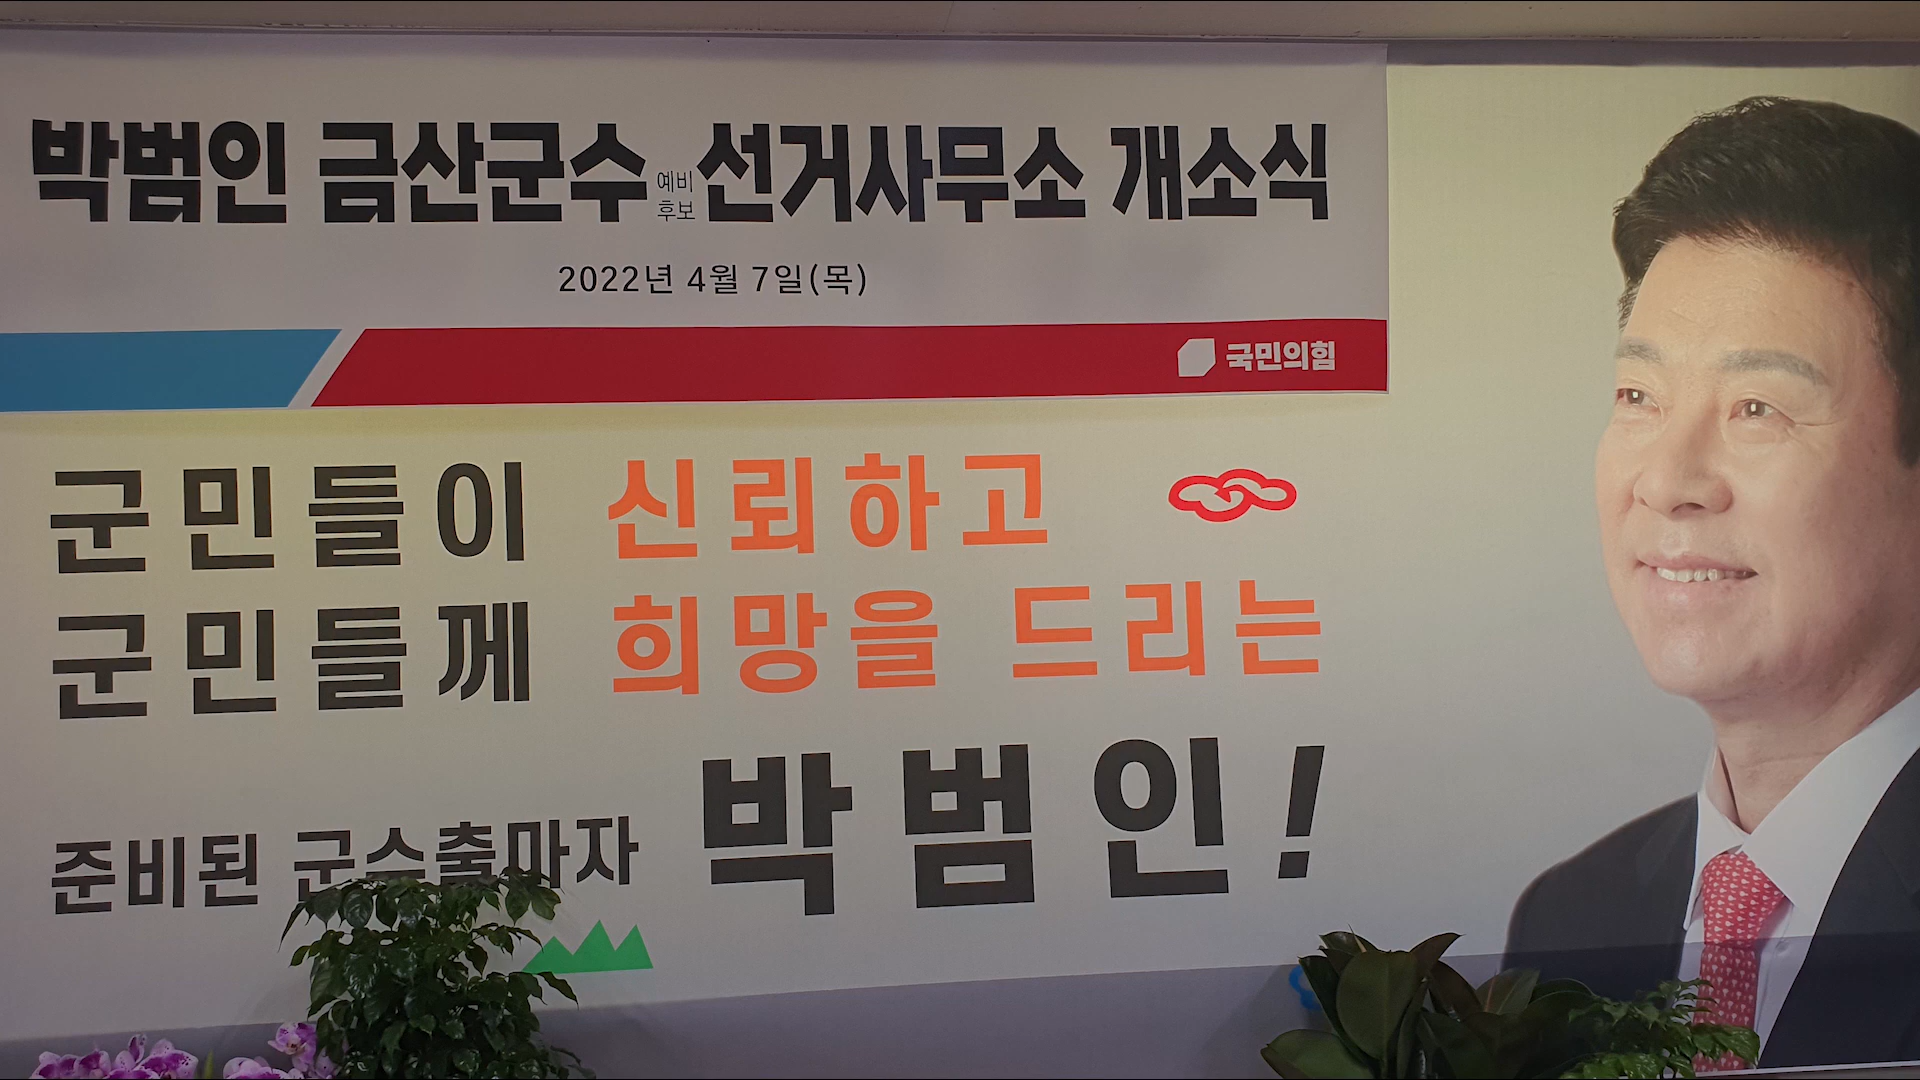 박범인 금산군수 예비후보 선거사무소 개소식
2022년 4월 7일(목)
국민의힘
군민들이 신뢰하고
군민들께 희망을 드리는
준비된 군수출마자 박범인!